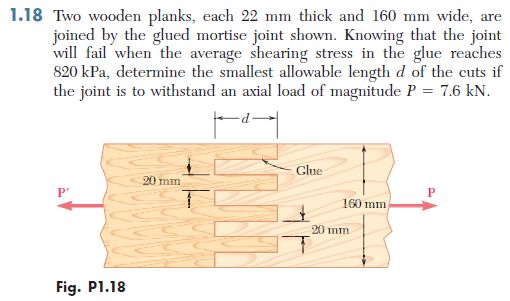 1.18 Two wooden planks, each 22 mm thick and 160 mm wide, are
joined by the glued mortise joint shown. Knowing that the joint
will fail when the average shearing stress in the glue reaches
820 kPa, determine the smallest allowable length d of the cuts if
the joint is to withstand an axial load of magnitude P = 7.6 kN.
d
Glue
20 mm
P′
P
160 mm
20 mm
Fig. P1.18